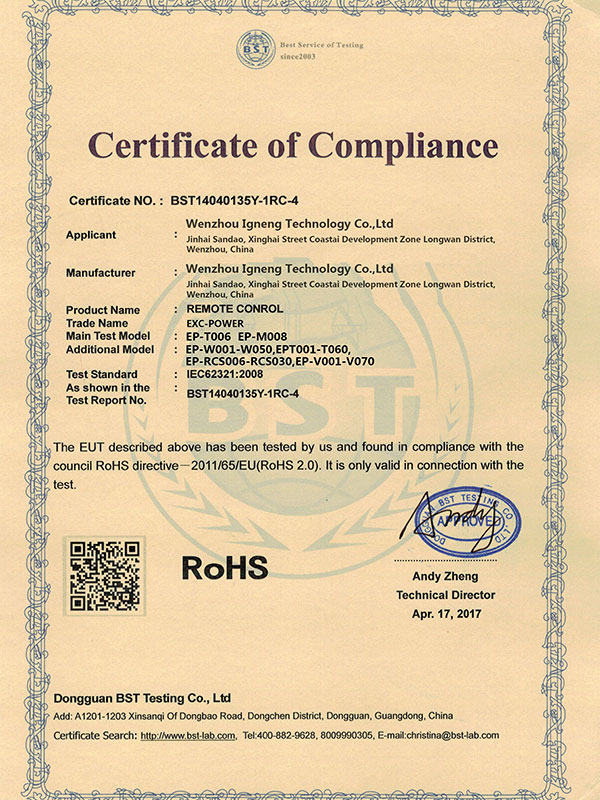 BST
Best Service of Testing
since2003
Certificate of Compliance
Certificate NO. : BST14040135Y-1RC-4
Applicant : Wenzhou Igneng Technology Co.,Ltd
Jinhai Sandao, Xinghai Street Coastai Development Zone Longwan District,
Wenzhou, China
Manufacturer : Wenzhou Igneng Technology Co.,Ltd
Jinhai Sandao, Xinghai Street Coastai Development Zone Longwan District,
Wenzhou, China
Product Name : REMOTE CONROL
Trade Name : EXC-POWER
Main Test Model : EP-T006 EP-M008
Additional Model : EP-W001-W050,EPT001-T060,
EP-RCS006-RCS030,EP-V001-V070
Test Standard : IEC62321:2008
As shown in the
Test Report No. : BST14040135Y-1RC-4
BST
The EUT described above has been tested by us and found in compliance with the
council RoHS directive—2011/65/EU(RoHS 2.0). It is only valid in connection with the
test.
DONGGUAN BST TESTING CO.,LTD
APPROVED
Andy
RoHS
Andy Zheng
Technical Director
Apr. 17, 2017
Dongguan BST Testing Co., Ltd
Add: A1201-1203 Xinsanqi Of Dongbao Road, Dongchen District, Dongguan, Guangdong, China
Certificate Search: http://www.bst-lab.com, Tel:400-882-9628, 8009990305, E-mail:christina@bst-lab.com